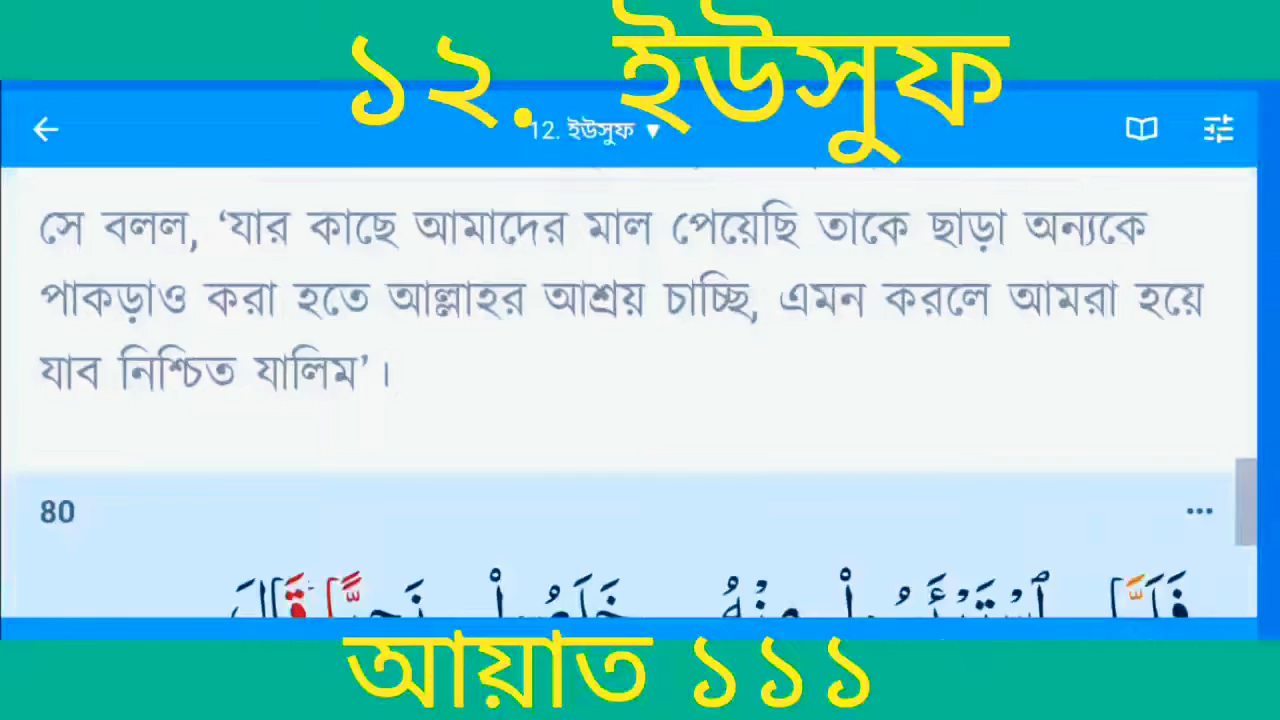 ১২. ইউসুফ
12. ইউসুফ ▼
সে বলল, ‘যার কাছে আমাদের মাল পেয়েছি তাকে ছাড়া অন্যকে
পাকড়াও করা হতে আল্লাহর আশ্রয় চাচ্ছি, এমন করলে আমরা হয়ে
যাব নিশ্চিত যালিম’।
80
আয়াত ১১১